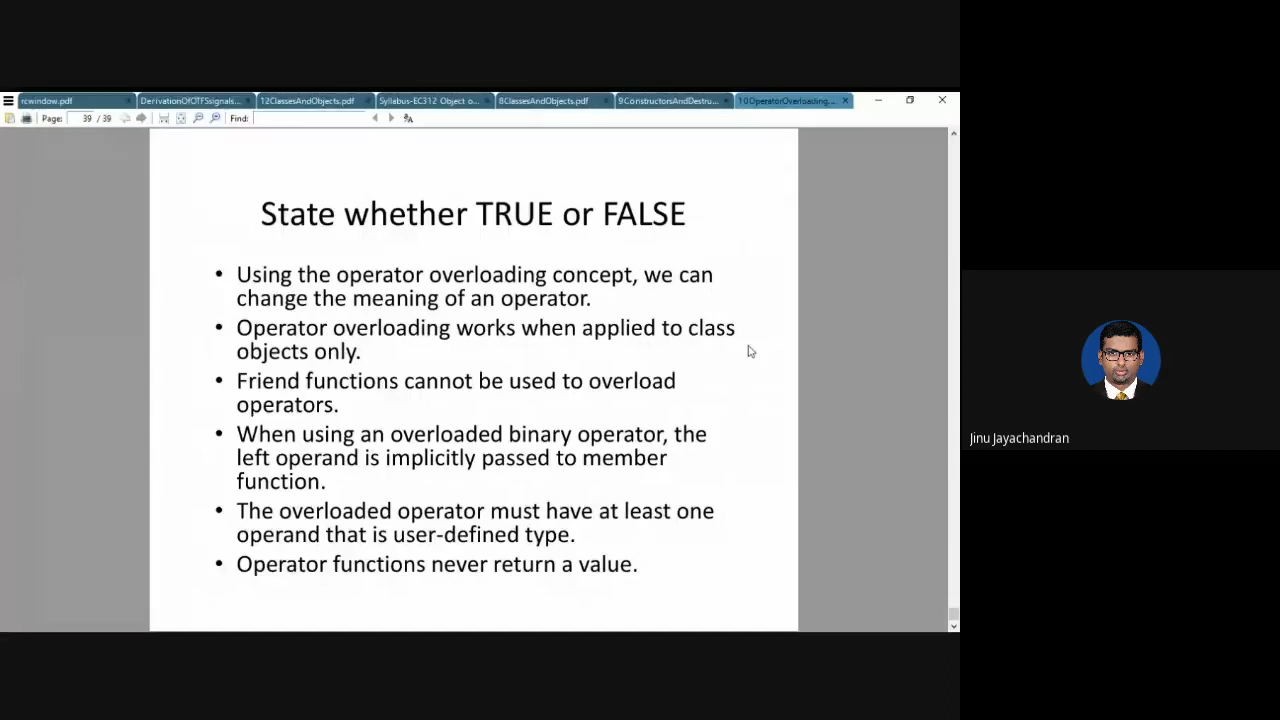 rcwindow.pdf
DerivationOfOTFSsignals...
12ClassesAndObjects.pdf
Syllabus-EC312 Object o...
8ClassesAndObjects.pdf
9ConstructorsAndDestru...
10OperatorOverloading...
Page: 39 / 39 Find:
State whether TRUE or FALSE
• Using the operator overloading concept, we can
change the meaning of an operator.
• Operator overloading works when applied to class
objects only.
• Friend functions cannot be used to overload
operators.
• When using an overloaded binary operator, the
left operand is implicitly passed to member
function.
• The overloaded operator must have at least one
operand that is user-defined type.
• Operator functions never return a value.
Jinu Jayachandran